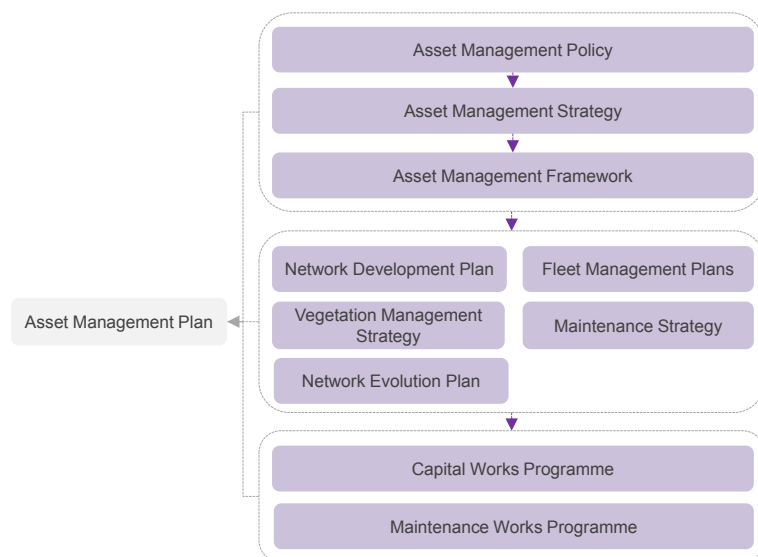 Asset Management Policy
Asset Management Strategy
Asset Management Framework
Network Development Plan
Fleet Management Plans
Asset Management Plan
Vegetation Management
Strategy
Maintenance Strategy
Network Evolution Plan
Capital Works Programme
Maintenance Works Programme